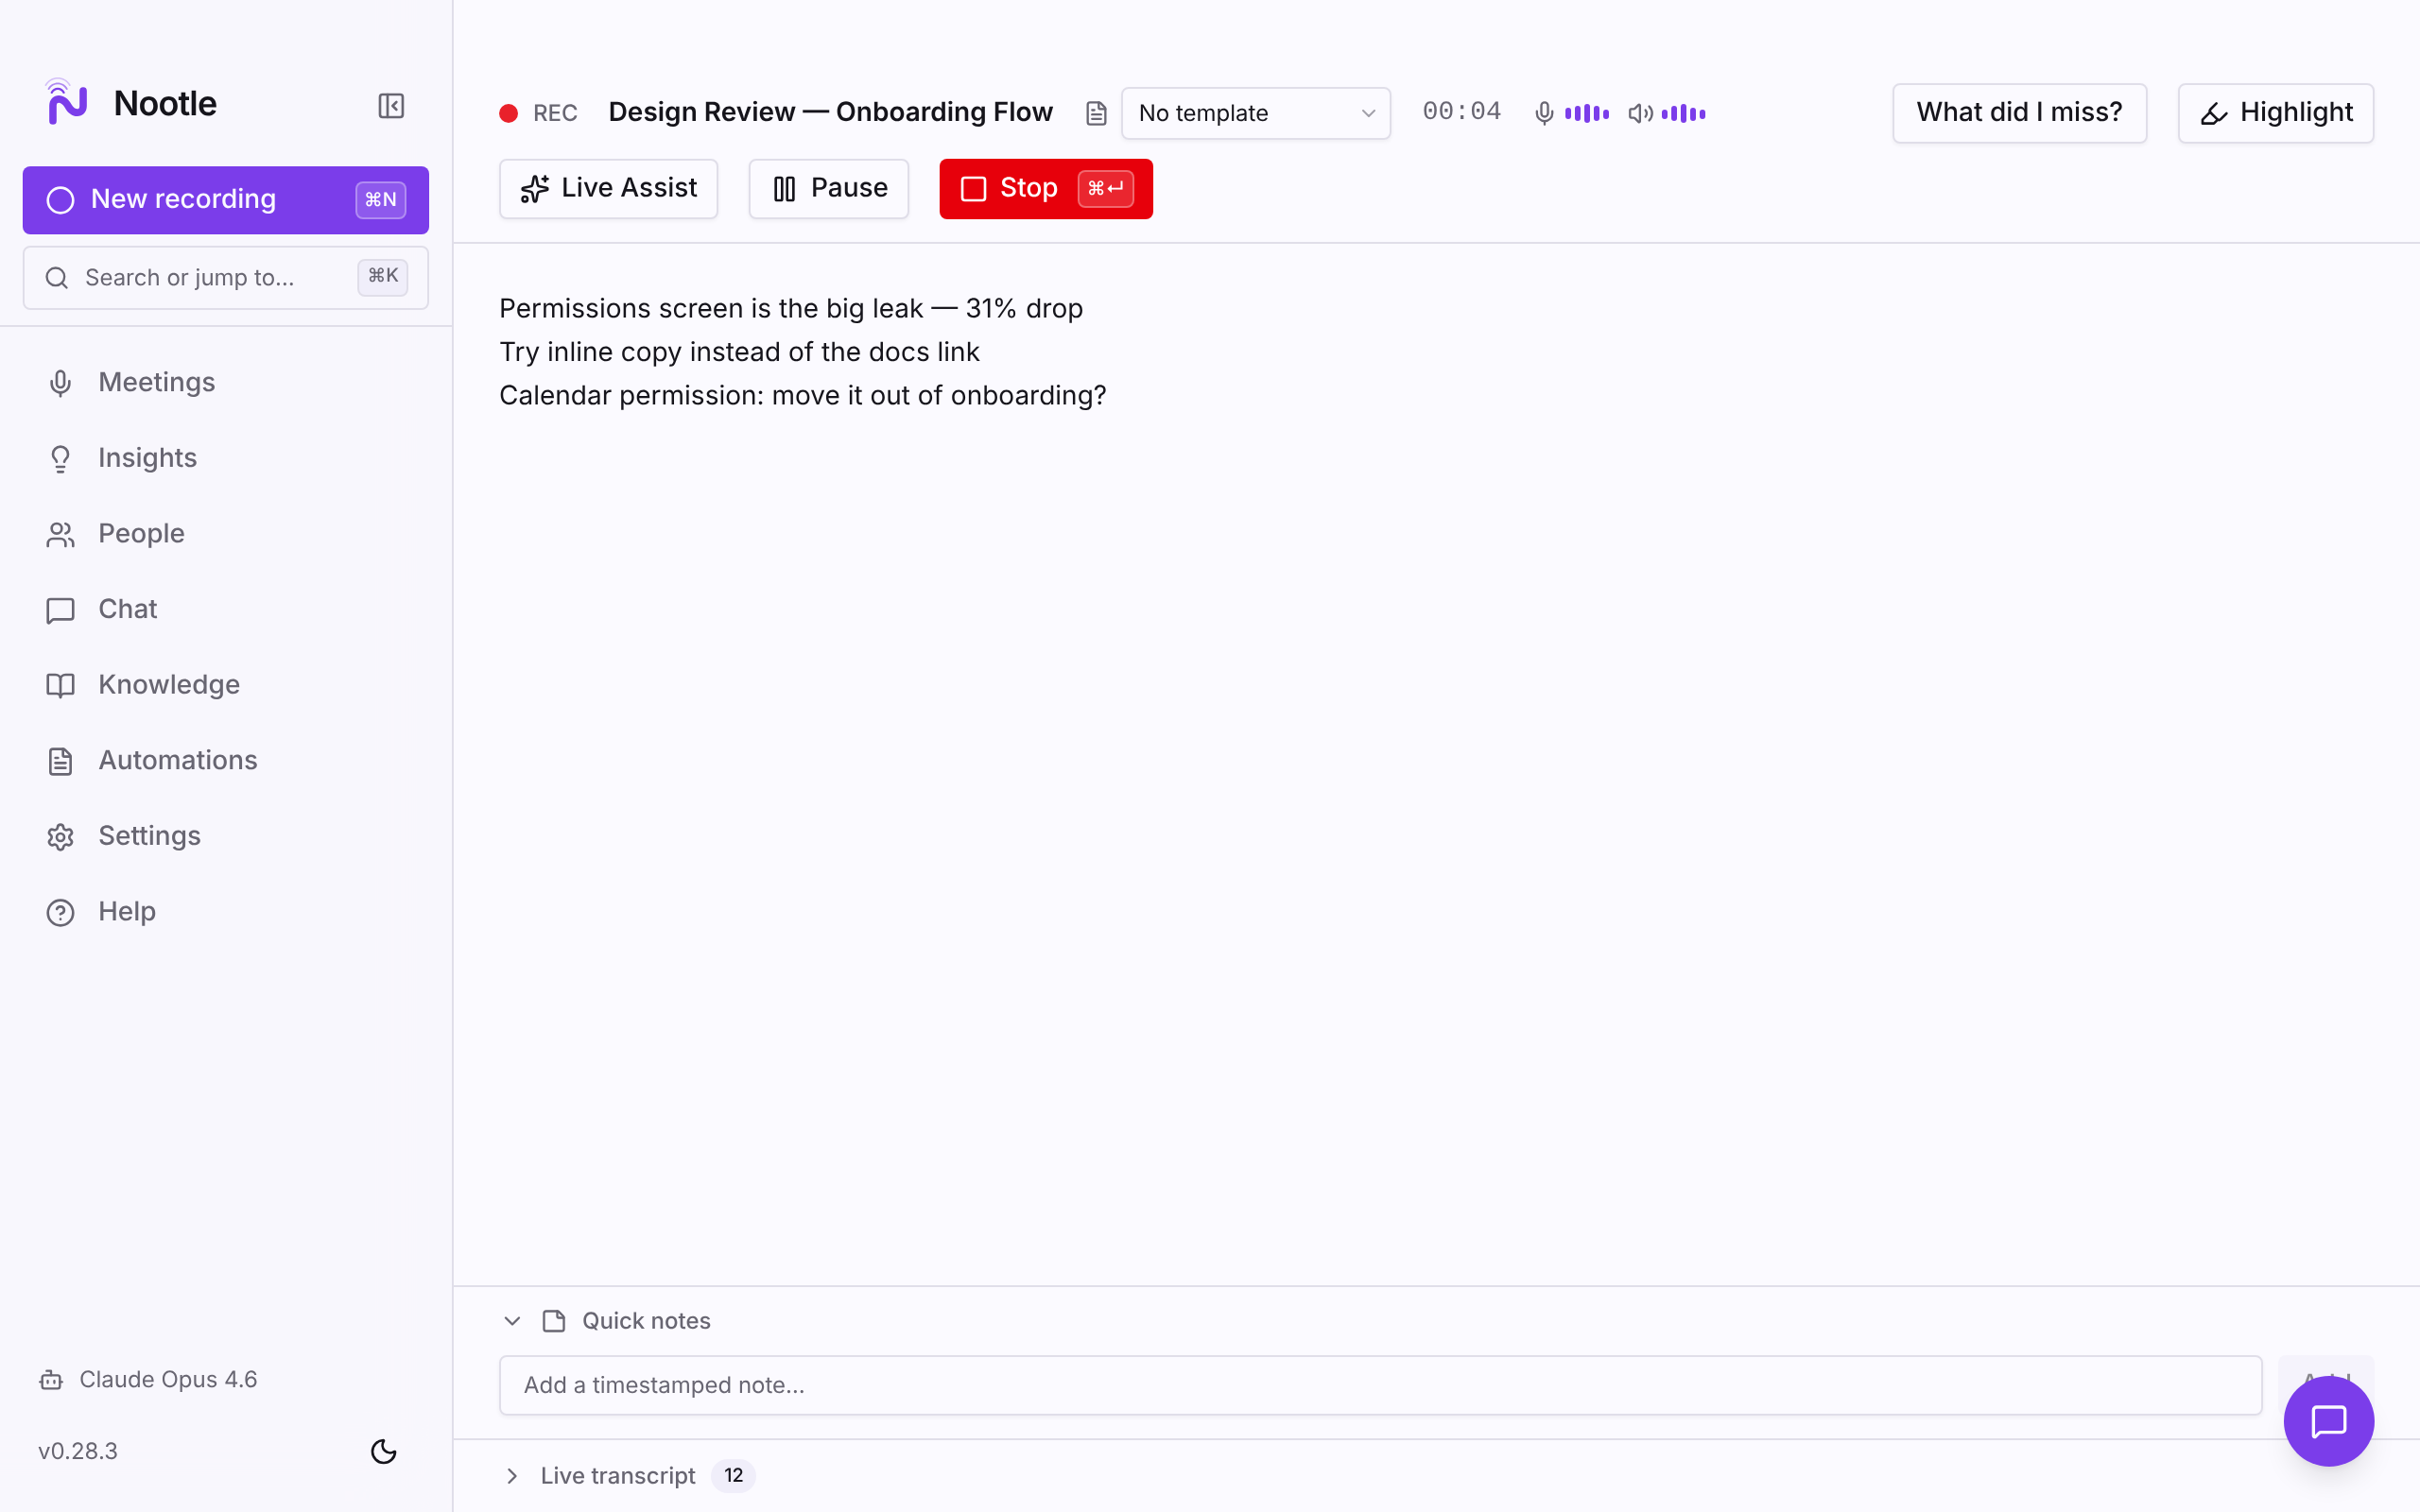 Nootle
New recording ⌘N
Search or jump to... ⌘K
Meetings
Insights
People
Chat
Knowledge
Automations
Settings
Help
Claude Opus 4.6
v0.28.3
REC Design Review — Onboarding Flow No template 00:04 What did I miss? Highlight
Live Assist Pause Stop ⌘↵
Permissions screen is the big leak — 31% drop
Try inline copy instead of the docs link
Calendar permission: move it out of onboarding?
Quick notes
Add a timestamped note...
Live transcript 12